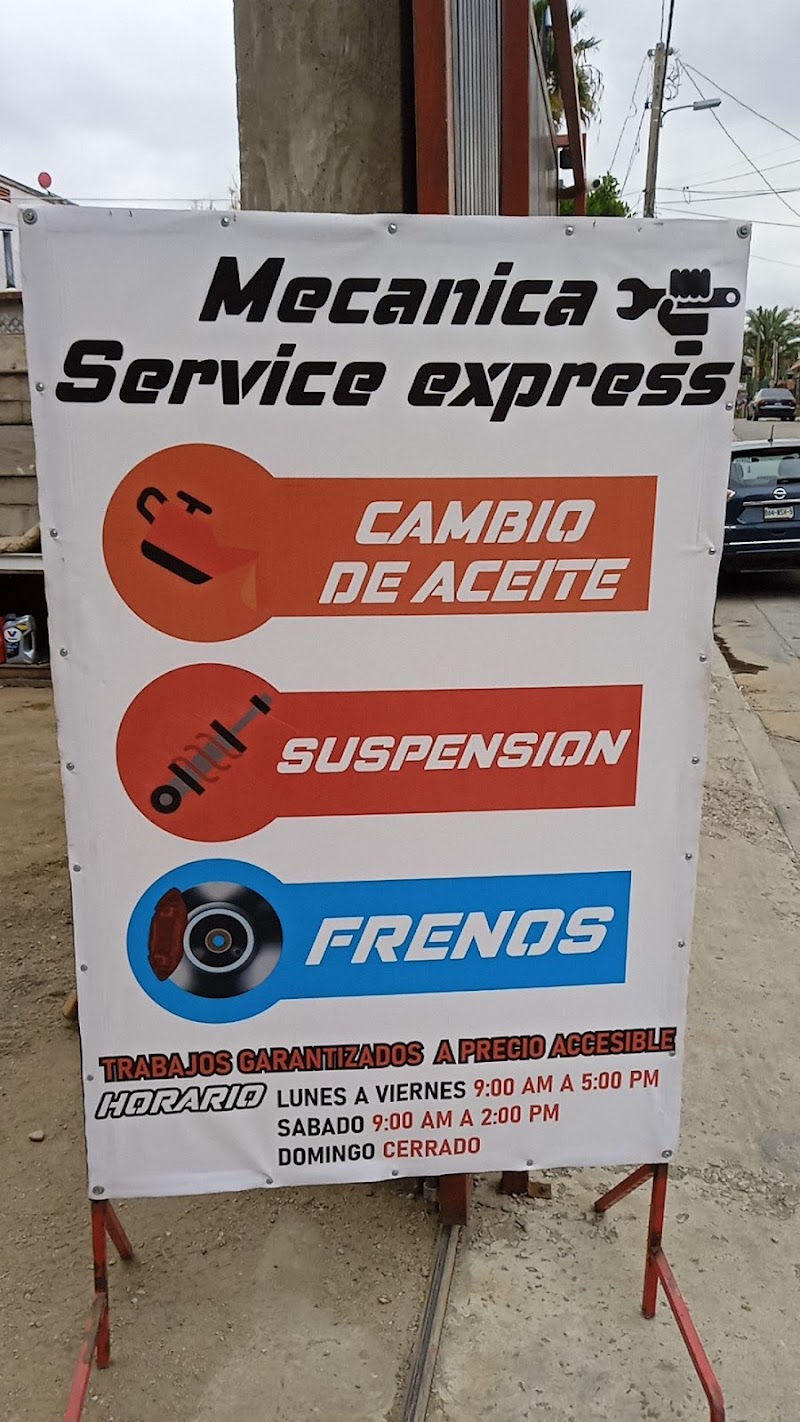 Mecanica
Service express
CAMBIO
DE ACEITE
SUSPENSION
FRENOS
TRABAJOS GARANTIZADOS A PRECIO ACCESIBLE
HORARIO
LUNES A VIERNES 9:00 AM A 5:00 PM
SABADO 9:00 AM A 2:00 PM
DOMINGO CERRADO